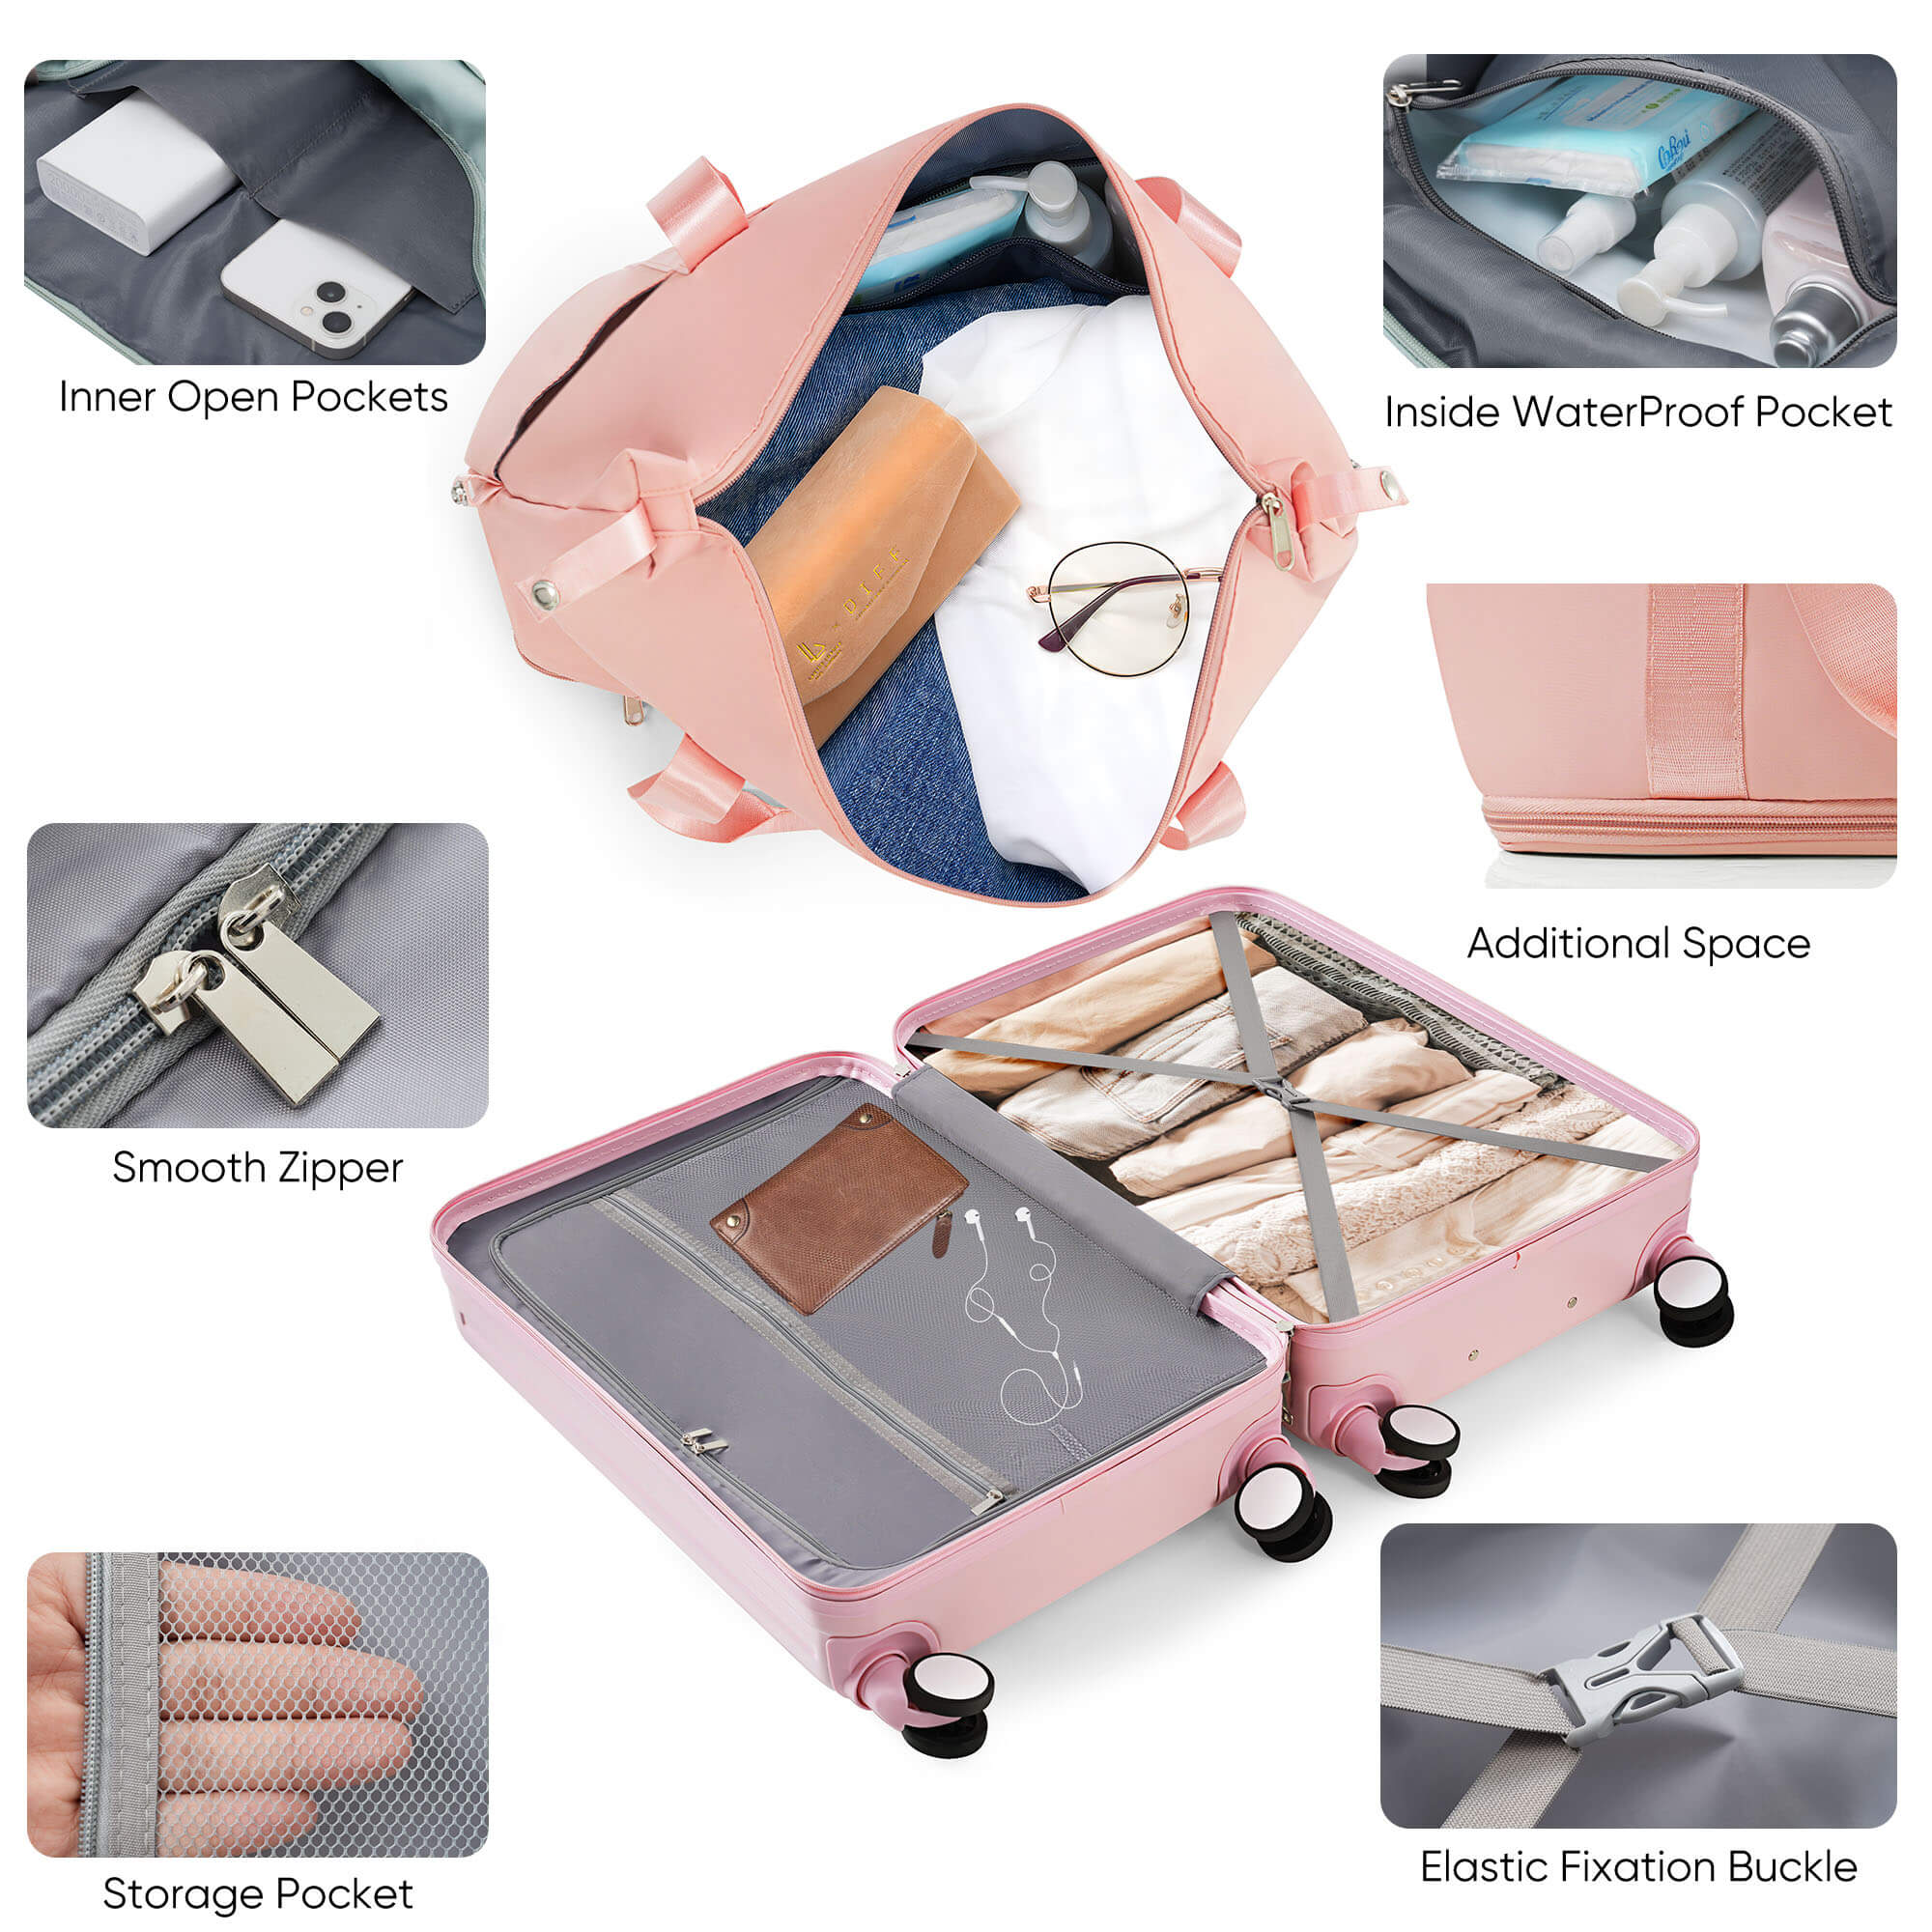 Inner Open Pockets
Inside WaterProof Pocket
Additional Space
Smooth Zipper
Storage Pocket
Elastic Fixation Buckle